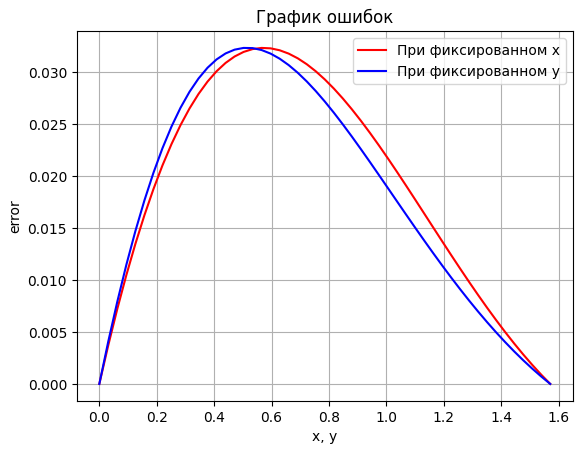 График ошибок
При фиксированном x
При фиксированном y
error
0.030
0.025
0.020
0.015
0.010
0.005
0.000
0.0 0.2 0.4 0.6 0.8 1.0 1.2 1.4 1.6
x, y